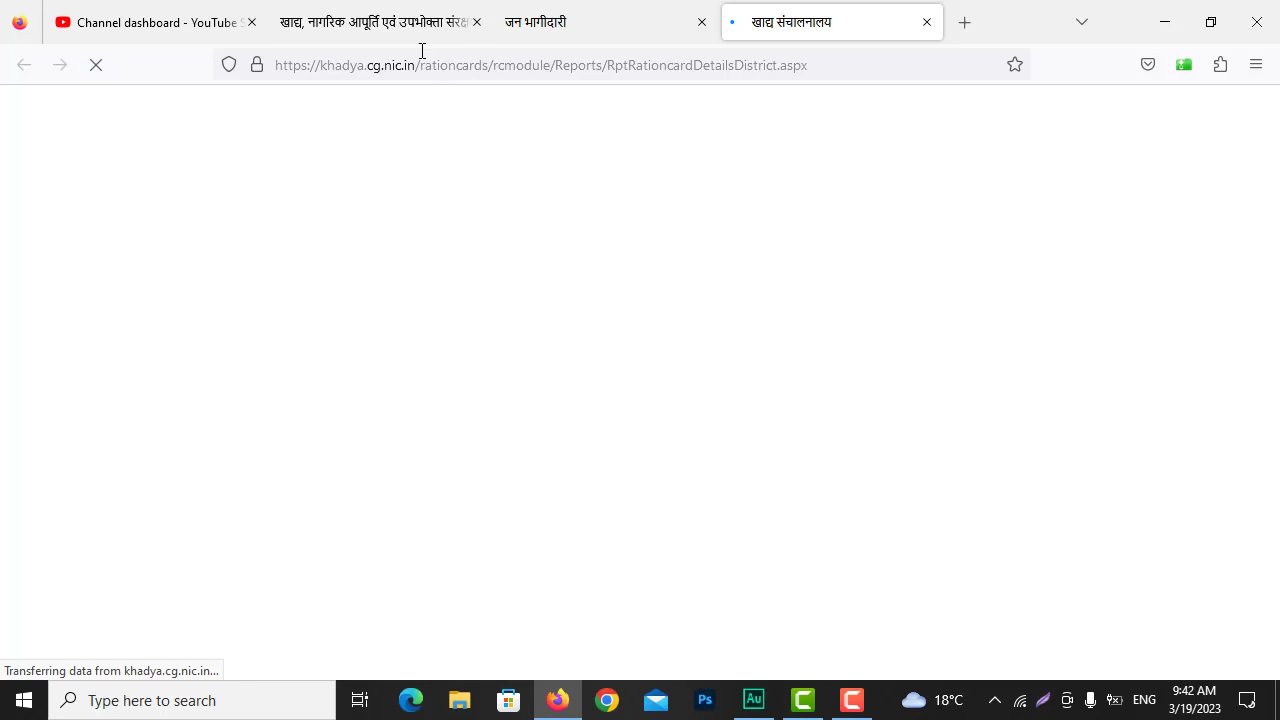 Channel dashboard - YouTube S
खाद्य, नागरिक आपूर्ति एवं उपभोक्ता संरक्ष
जन भागीदारी
खाद्य संचालनालय
https://khadya.cg.nic.in/rationcards/rcmodule/Reports/RptRationcardDetailsDistrict.aspx
Transferring data from khadya.cg.nic.in...
Type here to search
Ps
Au
18°C
ENG
9:42 AM
3/19/2023